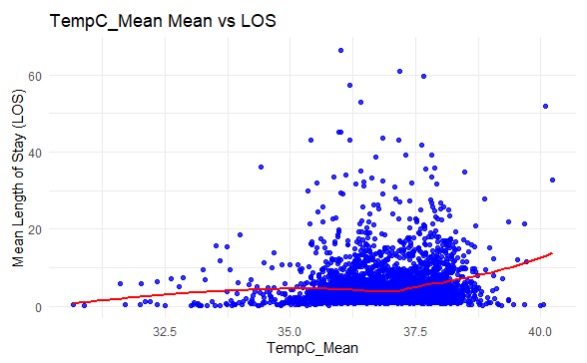 TempC_Mean Mean vs LOS
Mean Length of Stay (LOS)
60
40
20
0
32.5 35.0 37.5 40.0
TempC_Mean